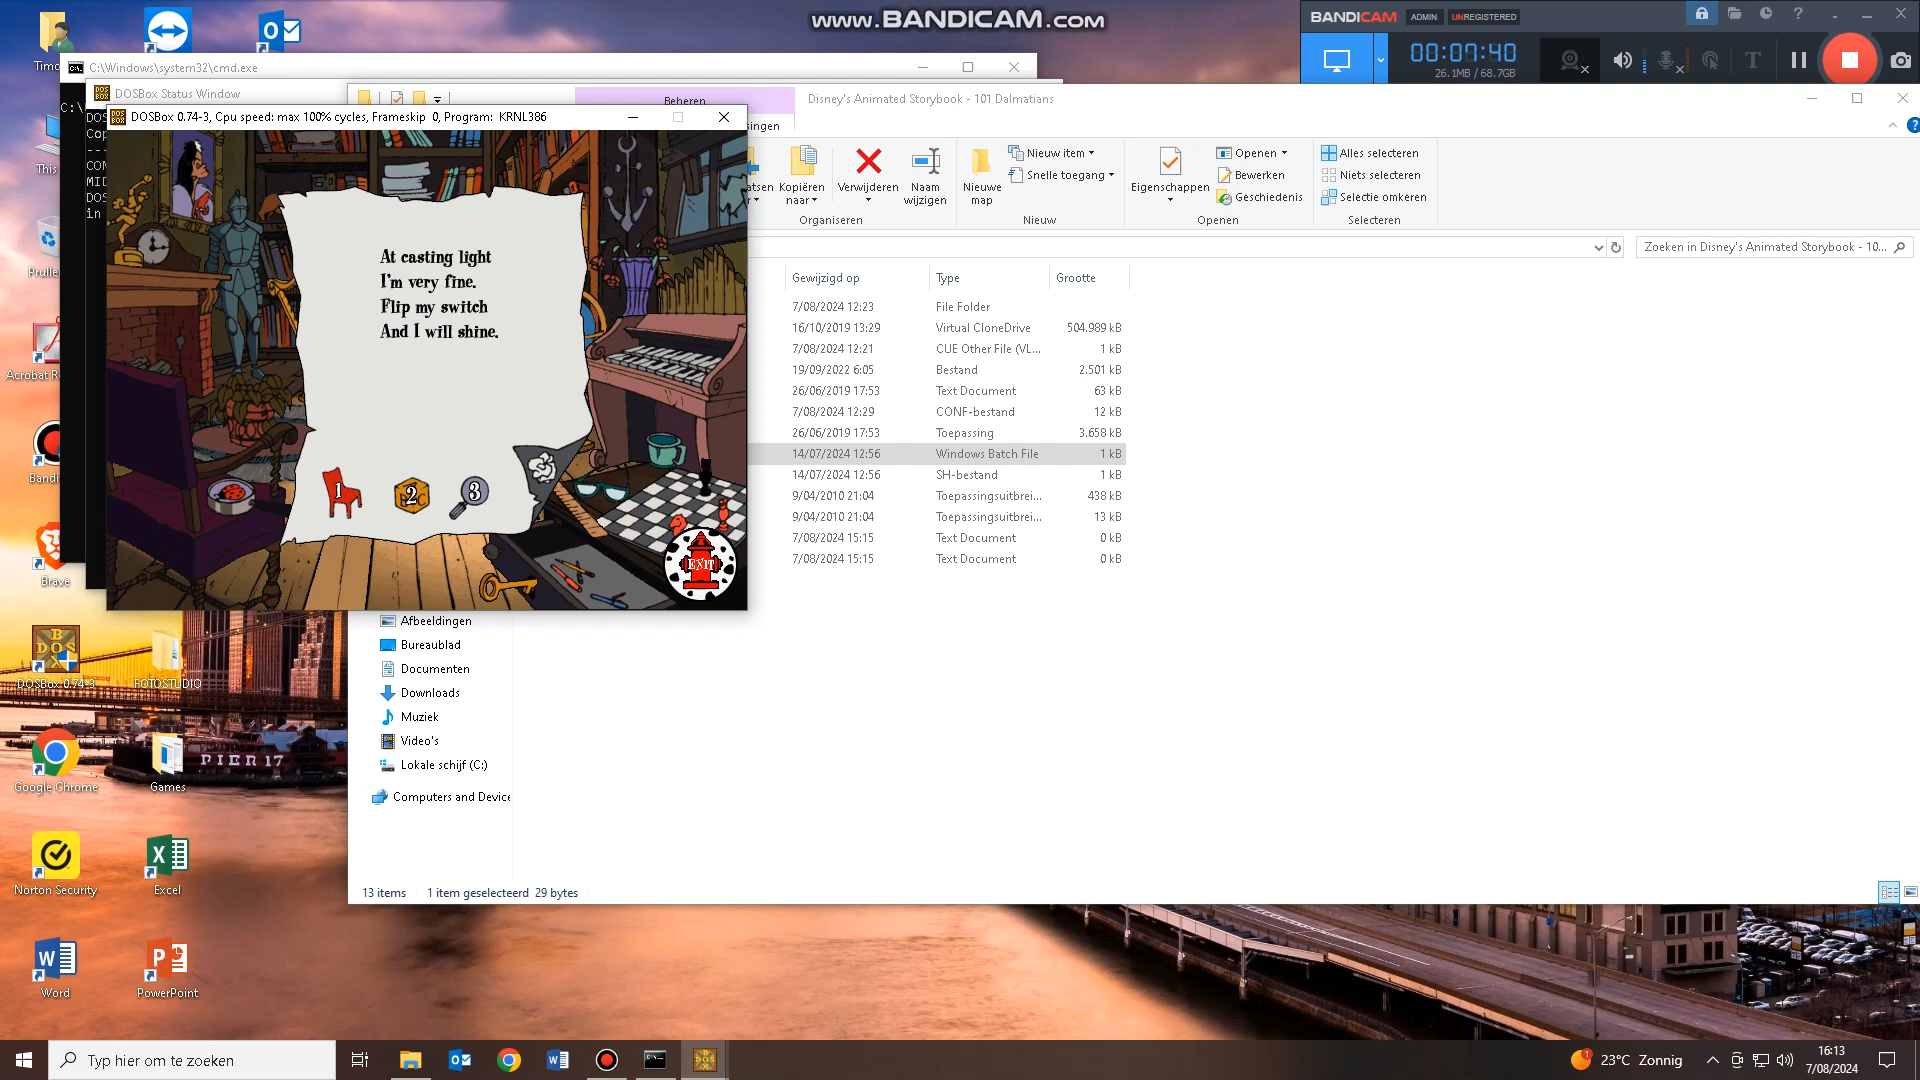 www.BANDICAM.com
BANDICAM
ADMIN
UNREGISTERED
00:07:40
26.1MB / 68.7GB
C:\Windows\system32\cmd.exe
DOSBox Status Window
Beheren
Disney's Animated Storybook - 101 Dalmatians
DOSBox 0.74-3, Cpu speed: max 100% cycles, Frameskip 0, Program: KRNL386
At casting light
I'm very fine.
Flip my switch
And I will shine.
1
2
3
EXIT
Kopiëren
naar
Verwijderen
Naam
wijzigen
Organiseren
Nieuwe
map
Nieuw item
Snelle toegang
Nieuw
Eigenschappen
Openen
Bewerken
Geschiedenis
Openen
Alles selecteren
Niets selecteren
Selectie omkeren
Selecteren
Zoeken in Disney's Animated Storybook - 10...
Gewijzigd op Type Grootte
7/08/2024 12:23 File Folder
16/10/2019 13:29 Virtual CloneDrive 504.989 kB
7/08/2024 12:21 CUE Other File (VL... 1 kB
19/09/2022 6:05 Bestand 2.501 kB
26/06/2019 17:53 Text Document 63 kB
7/08/2024 12:29 CONF-bestand 12 kB
26/06/2019 17:53 Toepassing 3.658 kB
14/07/2024 12:56 Windows Batch File 1 kB
14/07/2024 12:56 SH-bestand 1 kB
9/04/2010 21:04 Toepassingsuitbrei... 438 kB
9/04/2010 21:04 Toepassingsuitbrei... 13 kB
7/08/2024 15:15 Text Document 0 kB
7/08/2024 15:15 Text Document 0 kB
Afbeeldingen
Bureaublad
Documenten
Downloads
Muziek
Video's
Lokale schijf (C:)
Computers and Device
13 items 1 item geselecteerd 29 bytes
This
Acrobat R
Brave
DOSBox 0.74-3
FOTOSTUDIO
Google Chrome
Games
PIER 17
Norton Security
Excel
Word
PowerPoint
Typ hier om te zoeken
23°C Zonnig
16:13
7/08/2024